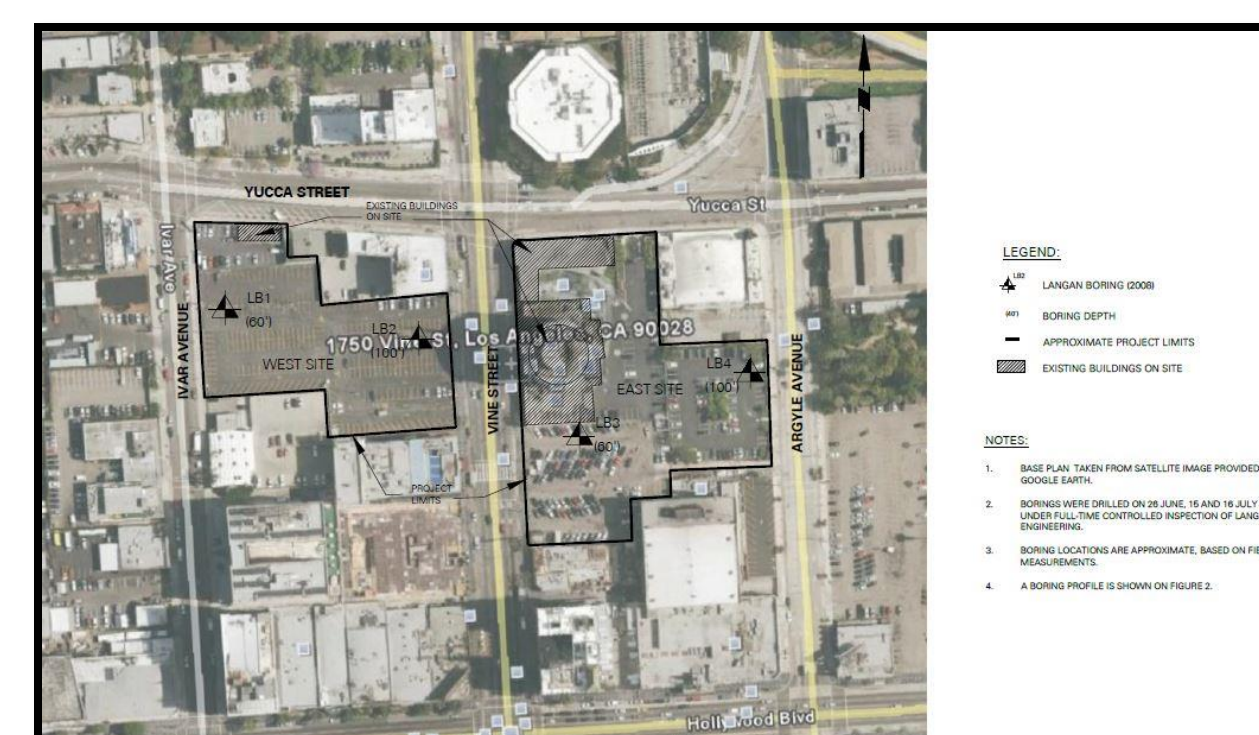 YUCCA STREET
EXISTING BUILDINGS
ON SITE
Yucca St
Ivar Ave
IVAR AVENUE
LB1
(60')
LB2
(100')
1750 Vine St, Los Angeles, CA 90028
WEST SITE
VINE STREET
EAST SITE
LB4
(100')
ARGYLE AVENUE
LB3
(60')
PROJECT
LIMITS
Hollywood Blvd
LEGEND:
LB2
LANGAN BORING (2008)
(40')
BORING DEPTH
APPROXIMATE PROJECT LIMITS
EXISTING BUILDINGS ON SITE
NOTES:
1. BASE PLAN TAKEN FROM SATELLITE IMAGE PROVIDED
GOOGLE EARTH.
2. BORINGS WERE DRILLED ON 26 JUNE, 15 AND 16 JULY
UNDER FULL-TIME CONTROLLED INSPECTION OF LANG
ENGINEERING.
3. BORING LOCATIONS ARE APPROXIMATE, BASED ON FIE
MEASUREMENTS.
4. A BORING PROFILE IS SHOWN ON FIGURE 2.